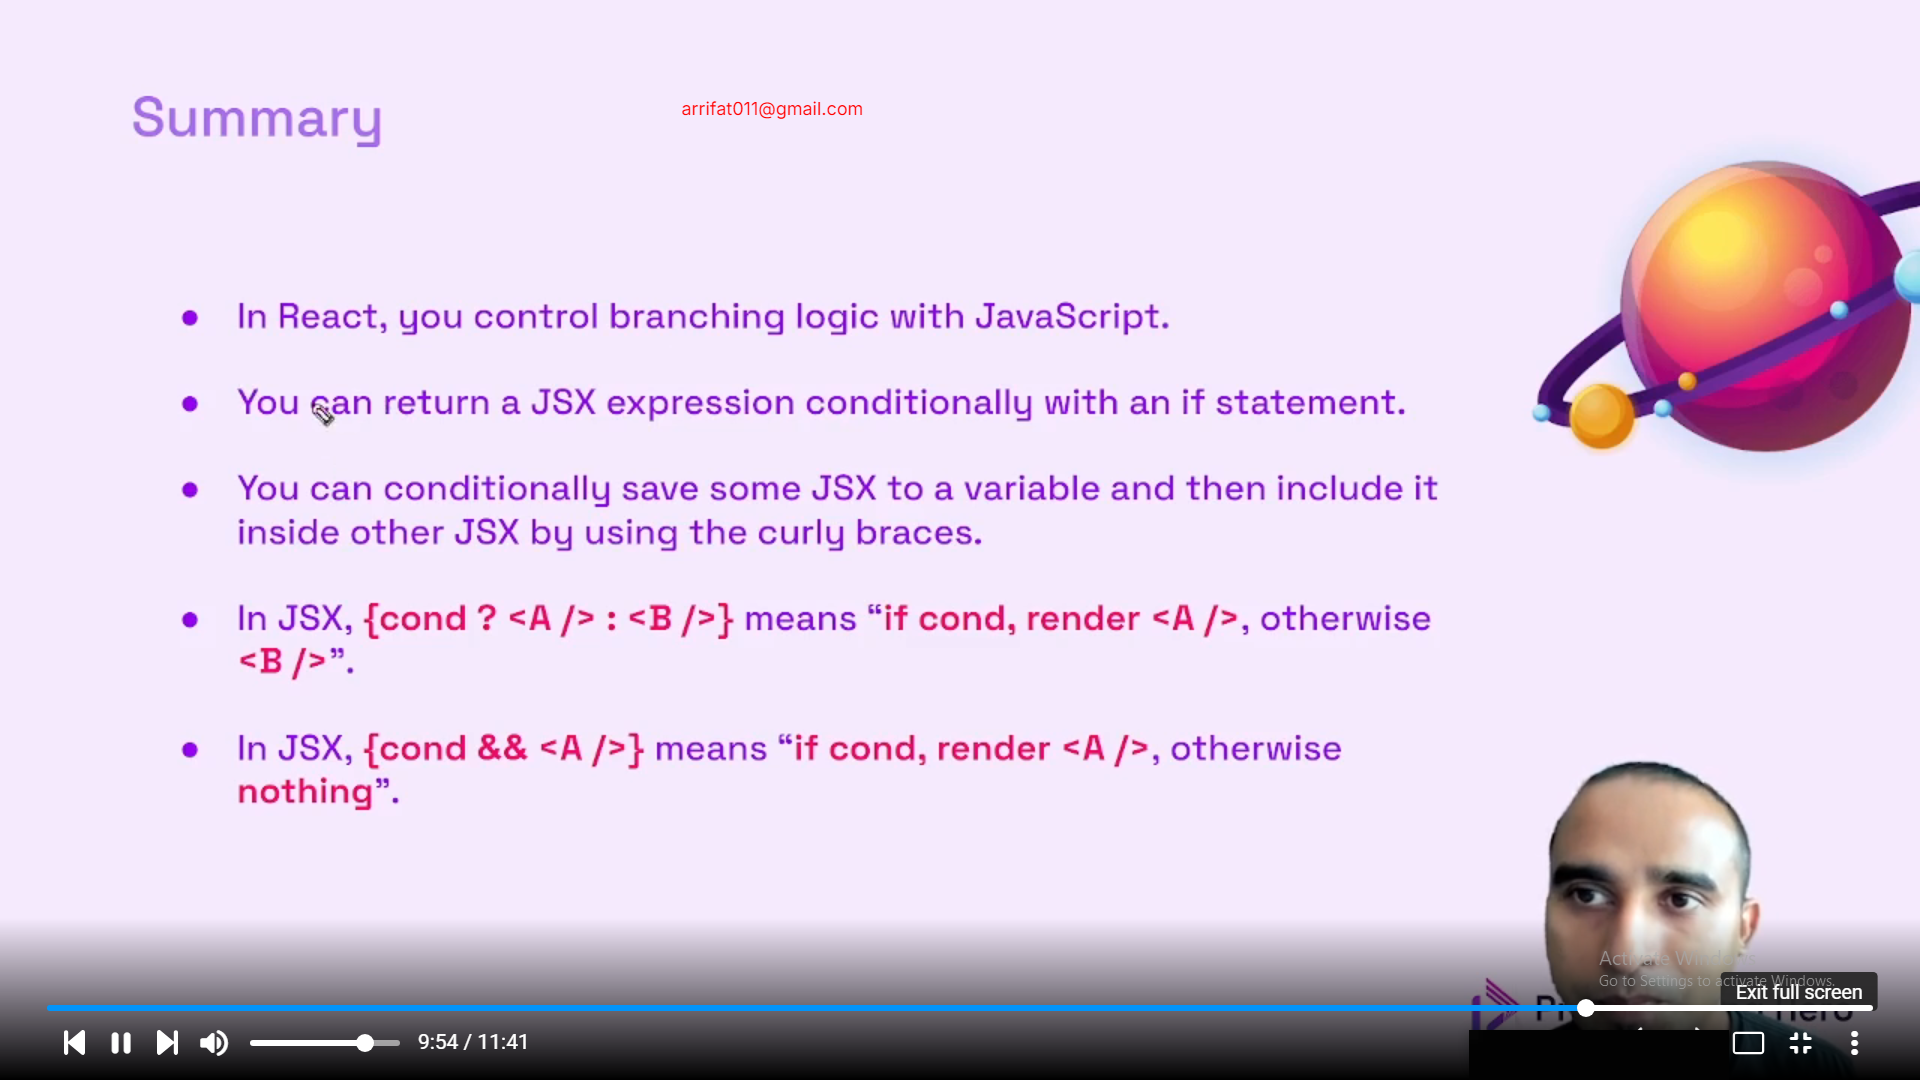 Summary
arrifat011@gmail.com
● In React, you control branching logic with JavaScript.
● You can return a JSX expression conditionally with an if statement.
● You can conditionally save some JSX to a variable and then include it
inside other JSX by using the curly braces.
● In JSX, {cond ? <A /> : <B />} means “if cond, render <A />, otherwise
<B />”.
● In JSX, {cond && <A />} means “if cond, render <A />, otherwise
nothing”.
Activate Windows
Go to Settings to activate Windows.
Exit full screen
9:54 / 11:41